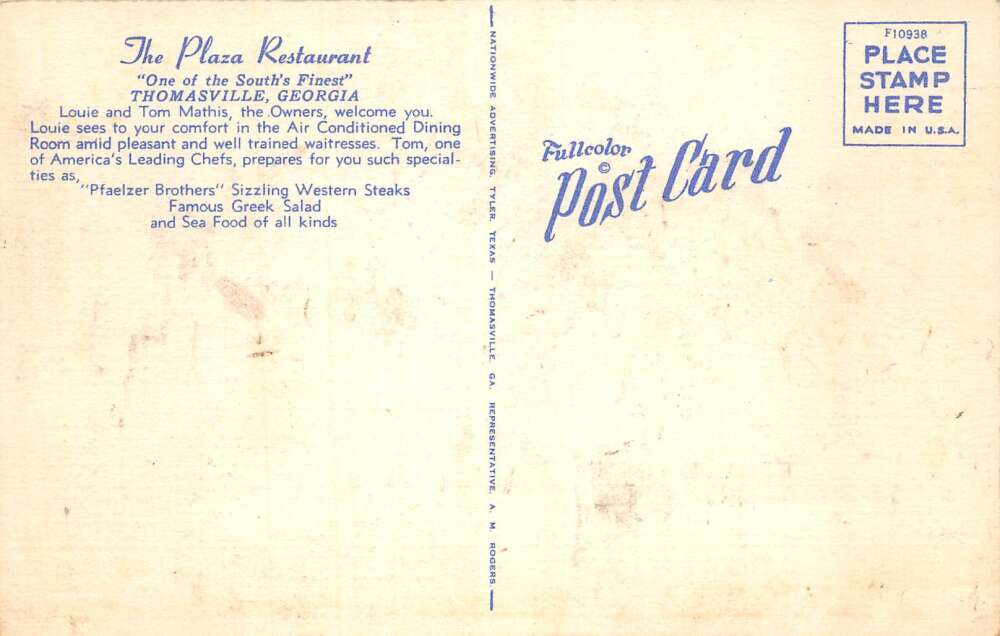 The Plaza Restaurant
"One of the South's Finest"
THOMASVILLE, GEORGIA
Louie and Tom Mathis, the Owners, welcome you.
Louie sees to your comfort in the Air Conditioned Dining
Room amid pleasant and well trained waitresses. Tom, one
of America's Leading Chefs, prepares for you such special-
ties as,
"Pfaelzer Brothers" Sizzling Western Steaks
Famous Greek Salad
and Sea Food of all kinds
NATIONWIDE ADVERTISING, TYLER, TEXAS — THOMASVILLE, GA. REPRESENTATIVE, A. M. ROGERS.
Fullcolor
©
Post Card
F10938
PLACE
STAMP
HERE
MADE IN U.S.A.